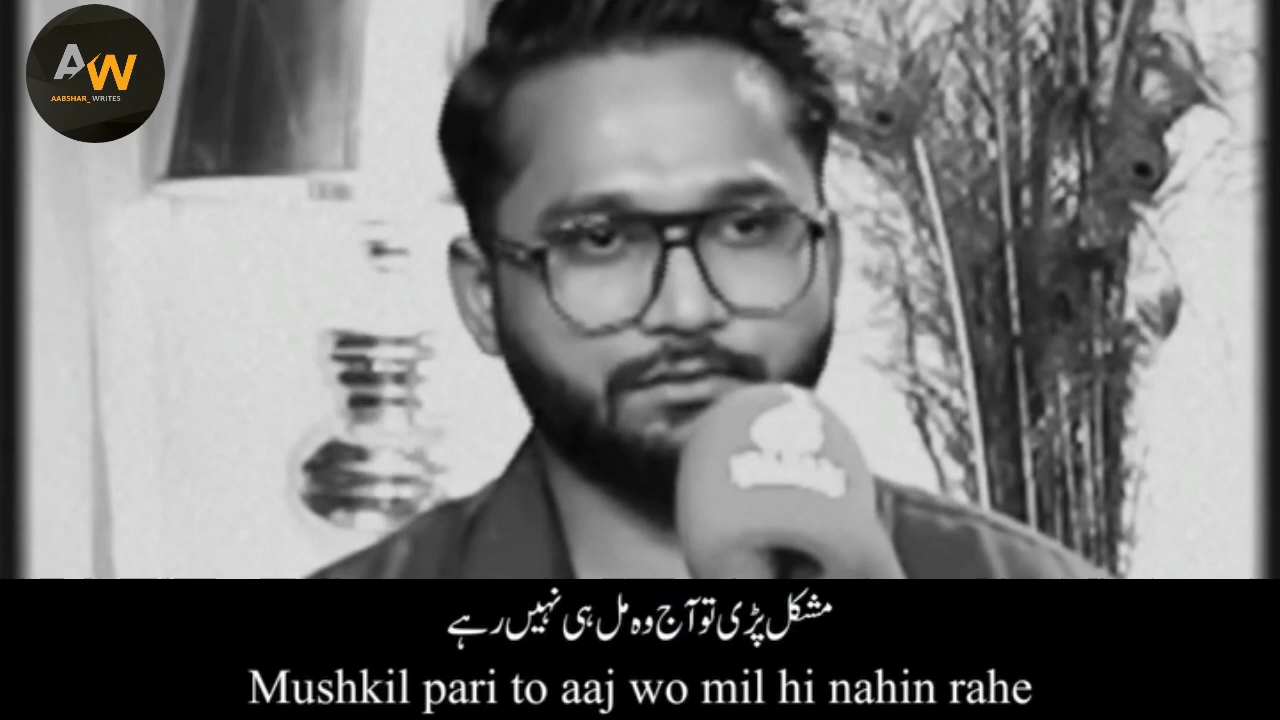 AW
AABSHAR_WRITES
مشکل پڑی تو آج وہ مل ہی نہیں رہے
Mushkil pari to aaj wo mil hi nahin rahe